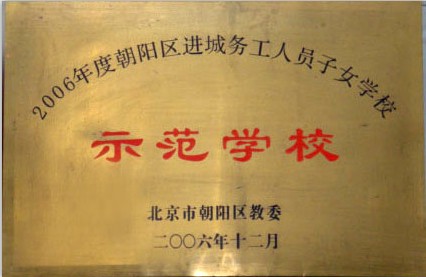 2006年度朝阳区进城务工人员子女学校
示范学校
北京市朝阳区教委
二〇〇六年十二月